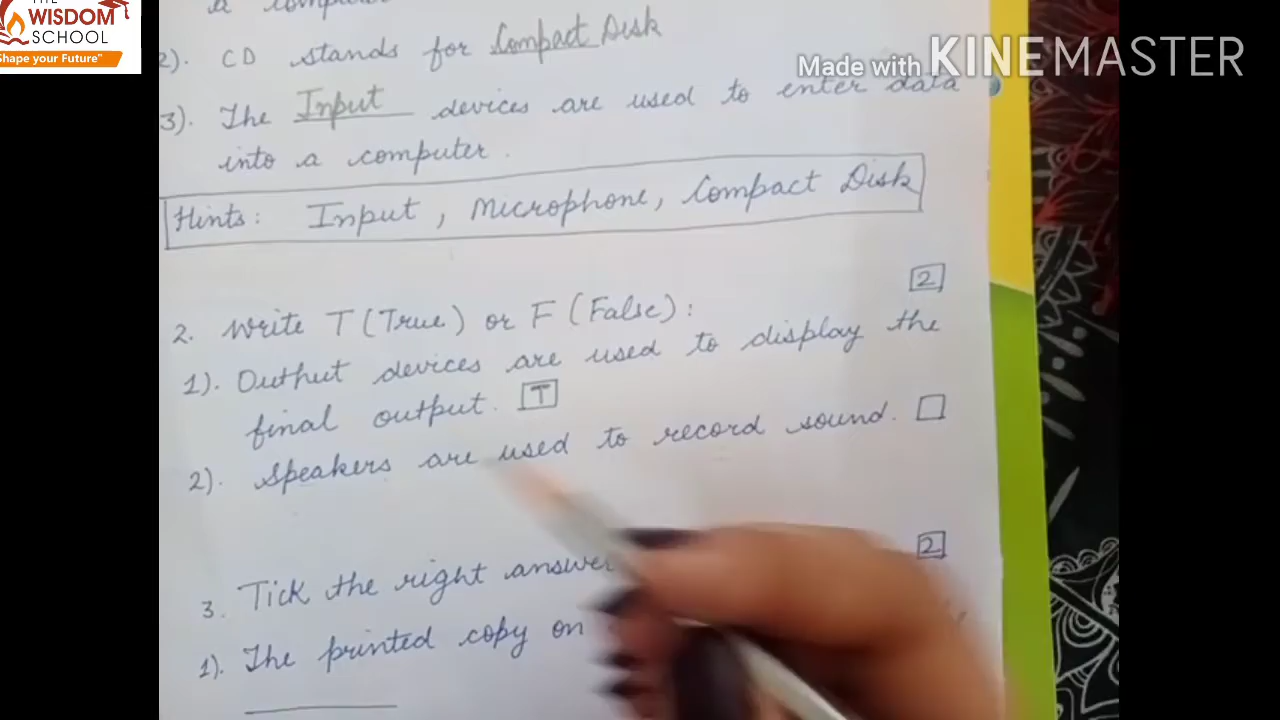 THE
WISDOM
SCHOOL
Shape your Future"
Made with KINEMASTER
a computer
2). CD stands for Compact Disk
3). The Input devices are used to enter data
into a computer.
Hints: Input, Microphone, Compact Disk
2
2. Write T (True) or F (False):
1). Output devices are used to display the
final output. T
2). Speakers are used to record sound.
2
3. Tick the right answer
1). The printed copy on